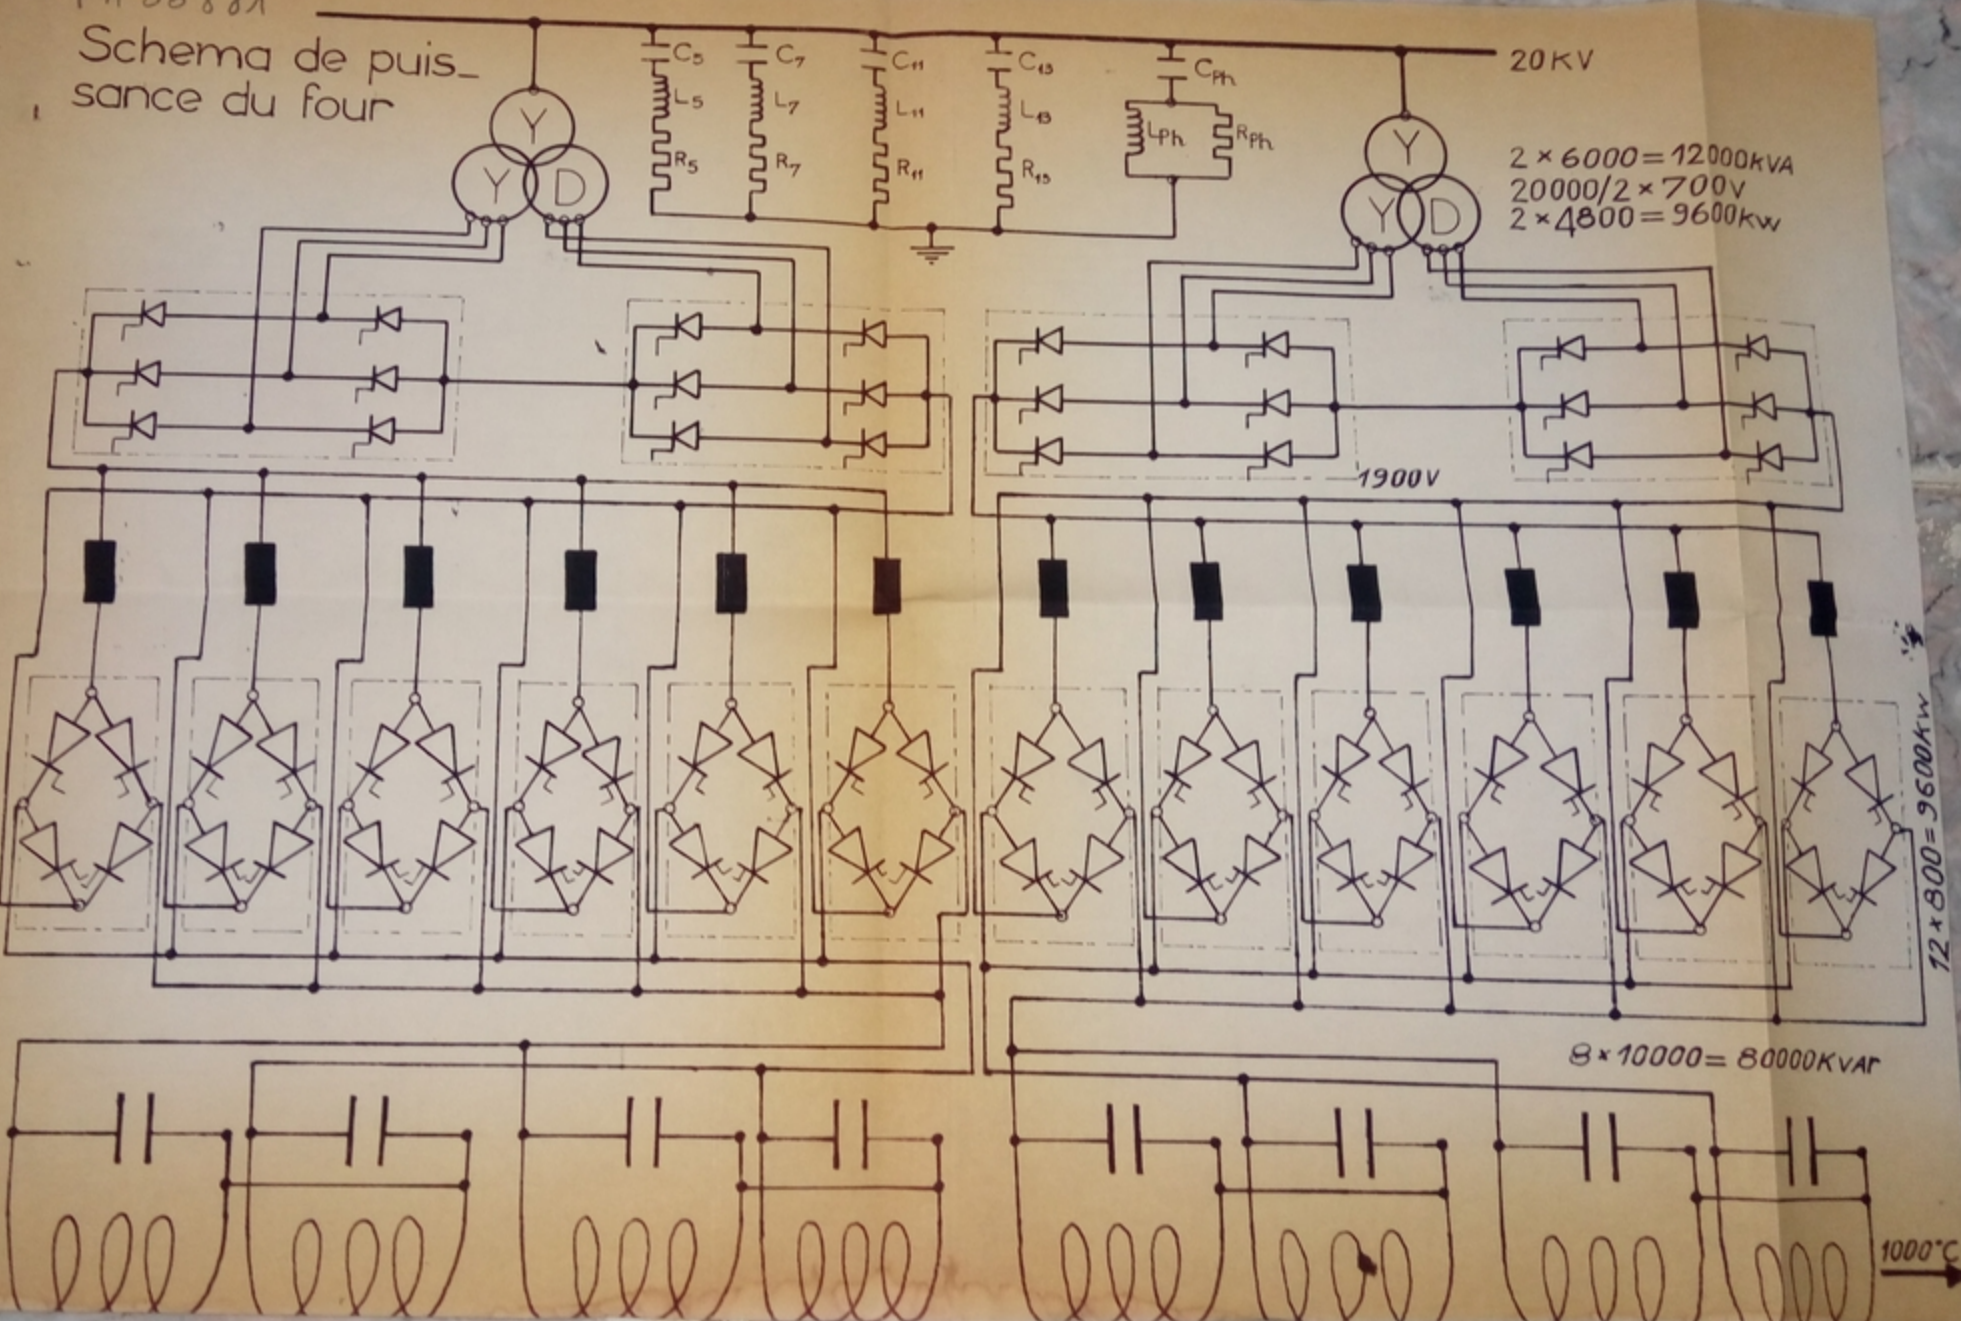 Schema de puis_
sance du four
C5
L5
R5
C7
L7
R7
C11
L11
R11
C13
L13
R13
CPh
LPh
RPh
20KV
Y
Y D
Y
Y D
2×6000=12000KVA
20000/2×700V
2×4800=9600KW
1900V
12×800=9600KW
8×10000=80000KVAr
1000°C